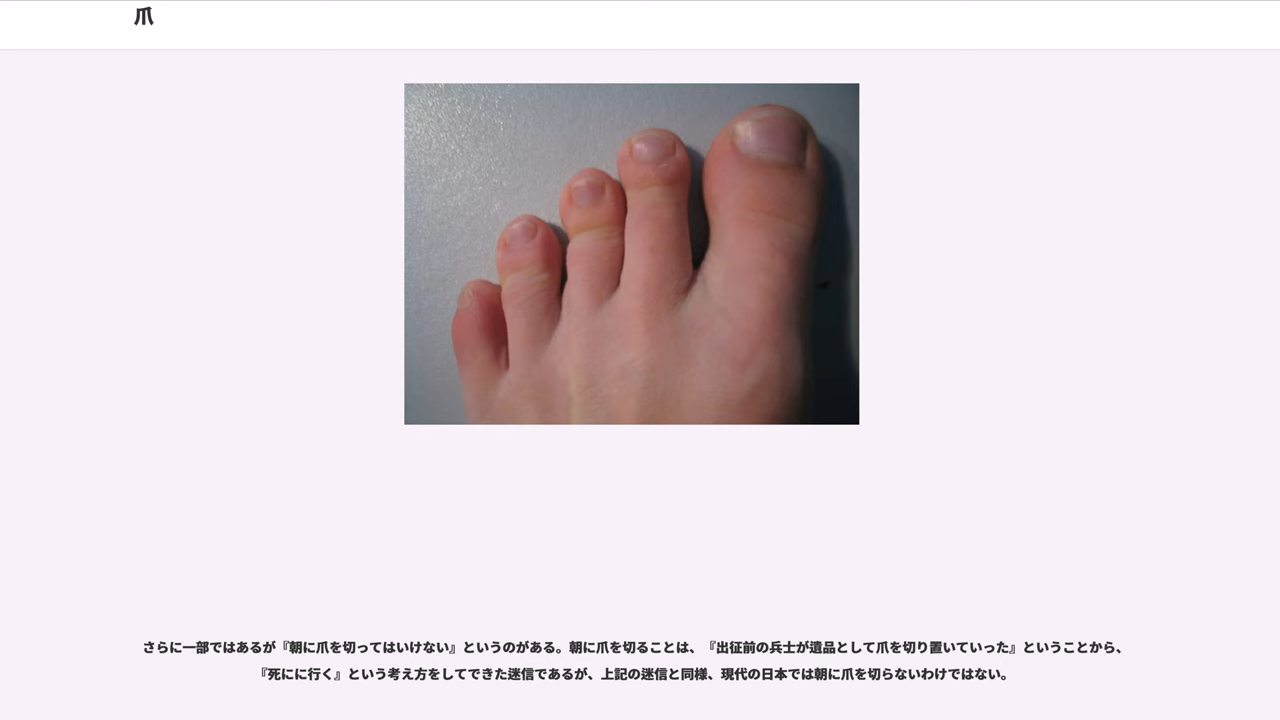 爪
さらに一部ではあるが『朝に爪を切ってはいけない』というのがある。朝に爪を切ることは、『出征前の兵士が遺品として爪を切り置いていった』ということから、
『死にに行く』という考え方をしてできた迷信であるが、上記の迷信と同様、現代の日本では朝に爪を切らないわけではない。